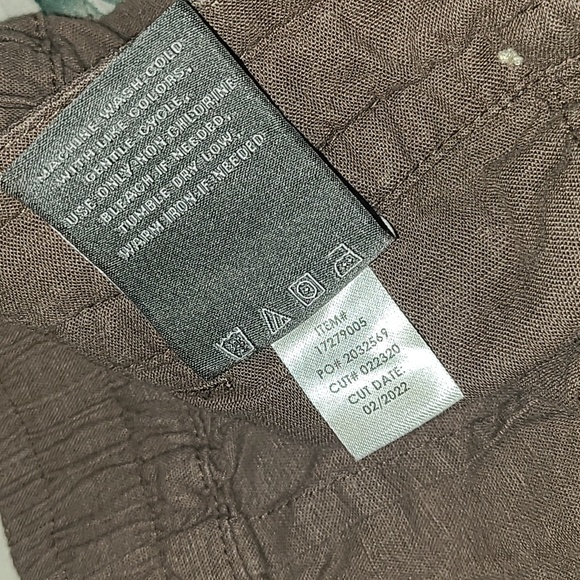 MACHINE WASH COLD
WITH LIKE COLORS,
GENTLE CYCLE,
USE ONLY NON-CHLORINE
BLEACH IF NEEDED,
TUMBLE DRY LOW,
WARM IRON IF NEEDED.
ITEM#
17279005
PO# 2032569
CUT# 022320
CUT DATE:
02/2022